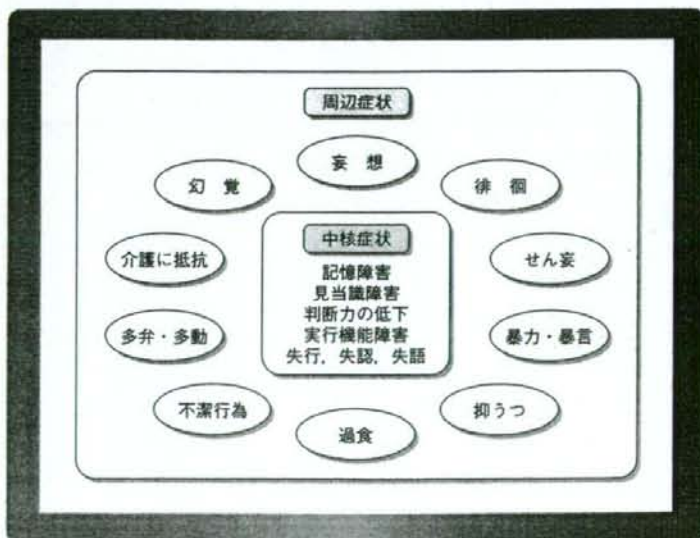 周辺症状
妄 想
幻 覚
徘 徊
中核症状
記憶障害
見当識障害
判断力の低下
実行機能障害
失行，失認，失語
介護に抵抗
せん妄
多弁・多動
暴力・暴言
不潔行為
抑うつ
過食